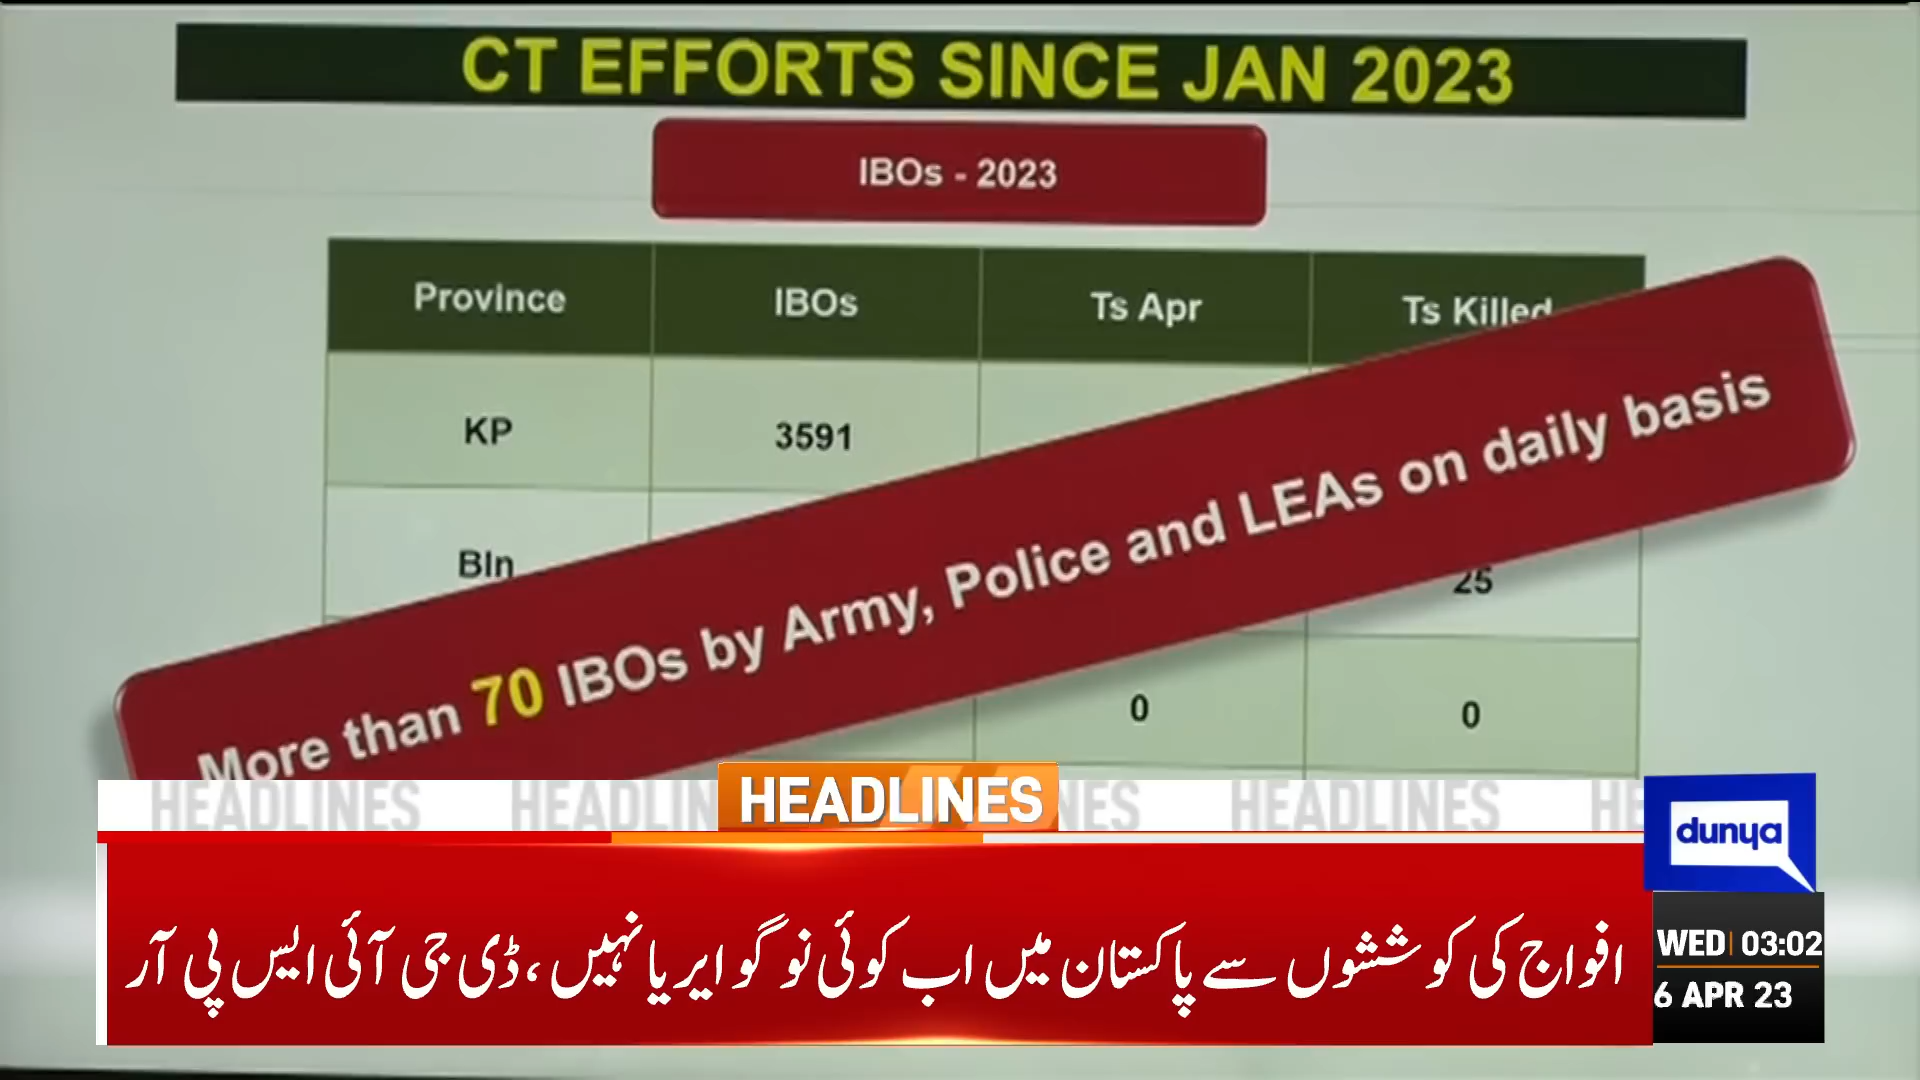 CT EFFORTS SINCE JAN 2023
IBOs - 2023
Province IBOs Ts Apr Ts Killed
KP 3591
Bln 25
0 0
More than 70 IBOs by Army, Police and LEAs on daily basis
HEADLINES HEADLINES HEADLINES
HEADLINES
dunya
افواج کی کوششوں سے پاکستان میں اب کوئی نو گو ایریا نہیں، ڈی جی آئی ایس پی آر
WED 03:02
6 APR 23